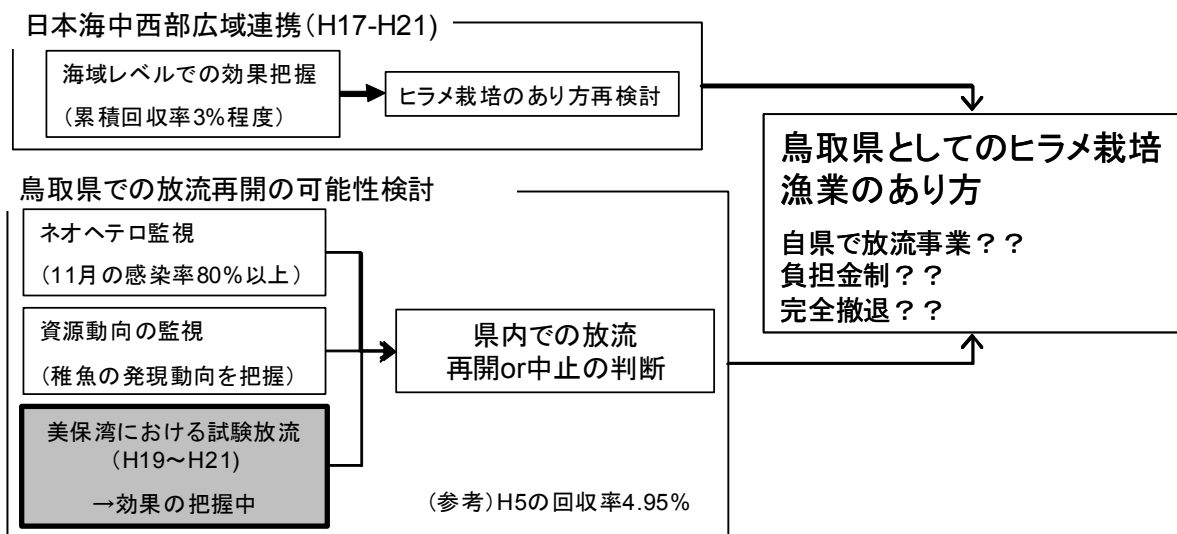 日本海中西部広域連携(H17-H21)
海域レベルでの効果把握
(累積回収率3%程度)
ヒラメ栽培のあり方再検討
鳥取県での放流再開の可能性検討
ネオヘテロ監視
(11月の感染率80%以上)
資源動向の監視
(稚魚の発現動向を把握)
美保湾における試験放流
(H19~H21)
→効果の把握中
県内での放流
再開or中止の判断
(参考)H5の回収率4.95%
鳥取県としてのヒラメ栽培
漁業のあり方
自県で放流事業??
負担金制??
完全撤退??